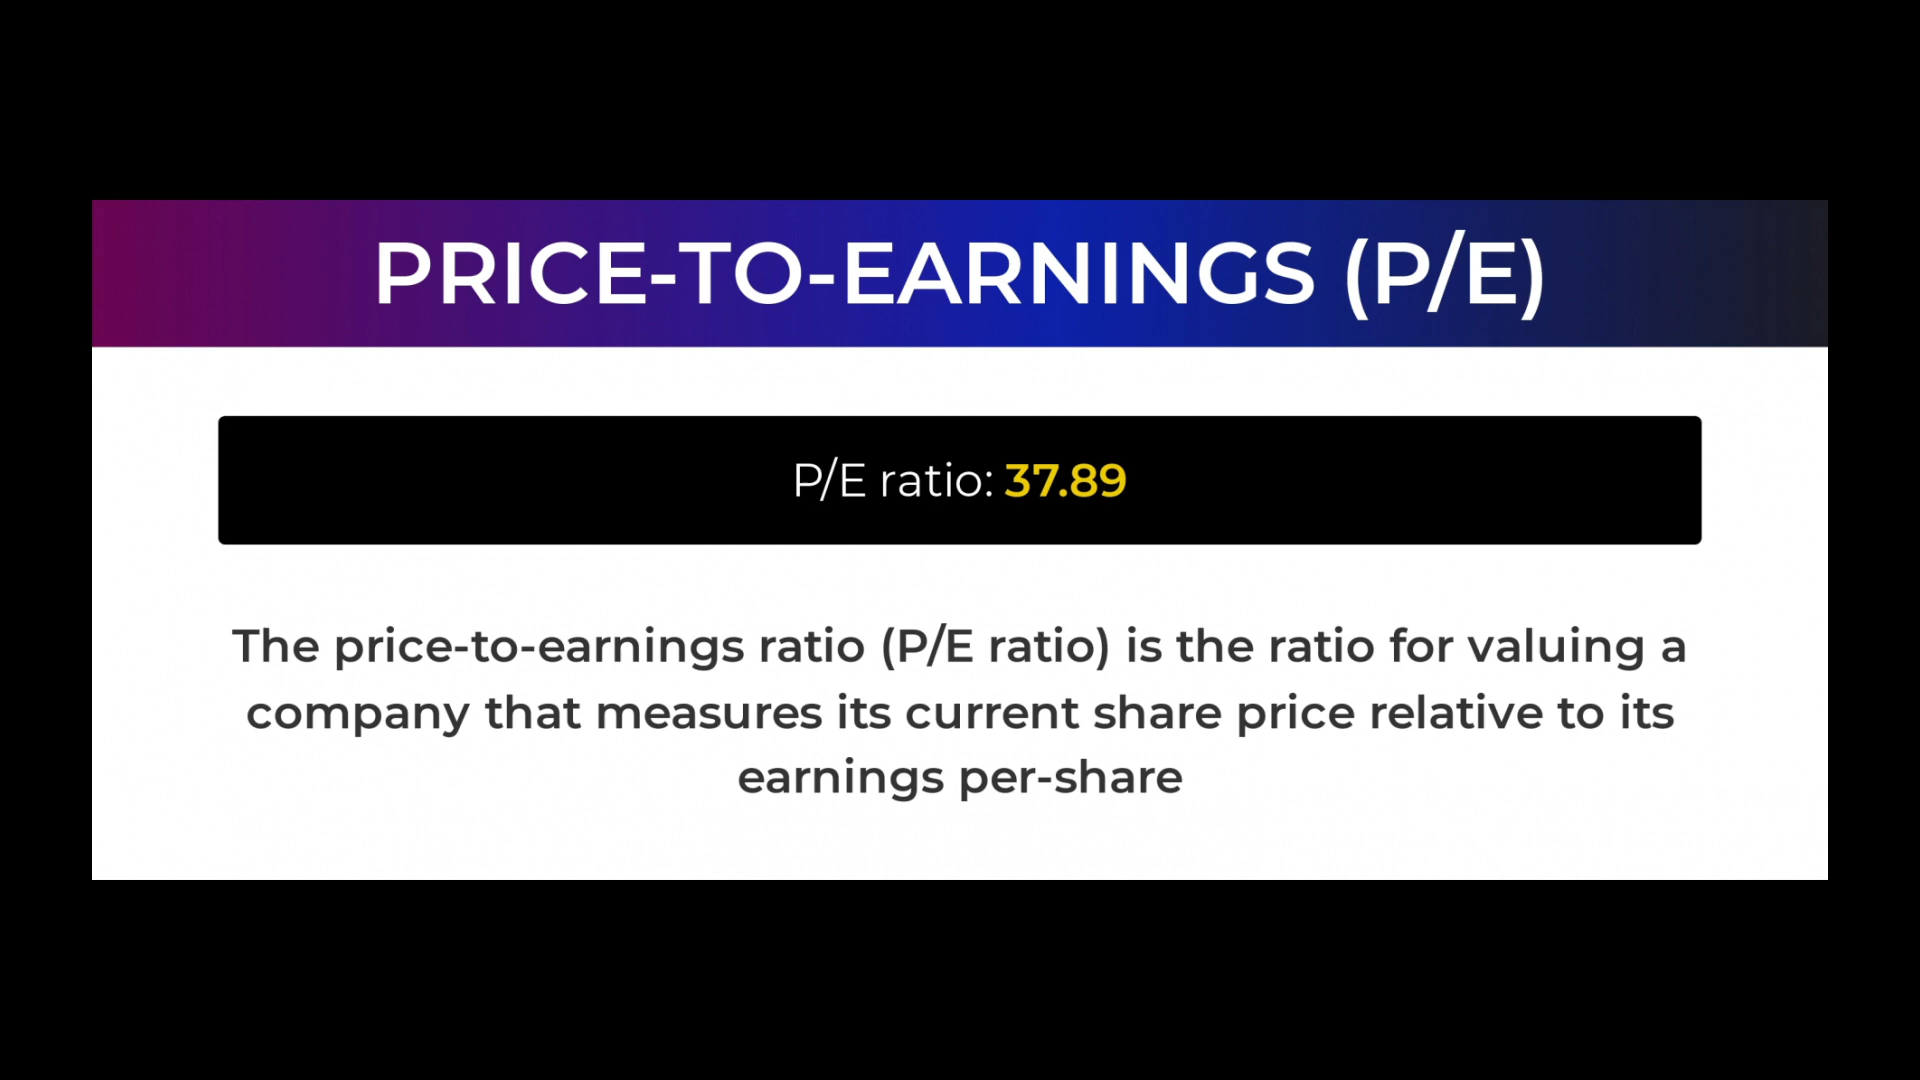 PRICE-TO-EARNINGS (P/E)
P/E ratio: 37.89
The price-to-earnings ratio (P/E ratio) is the ratio for valuing a
company that measures its current share price relative to its
earnings per-share